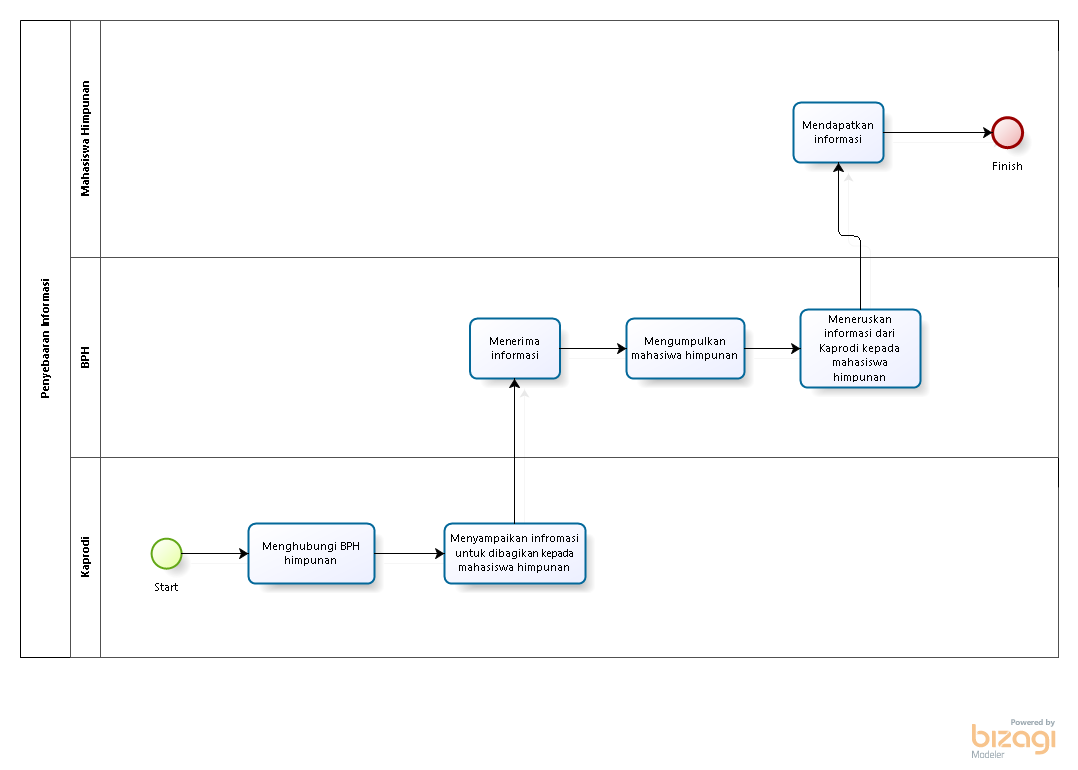 Penyebaaran Informasi
Mahasiswa Himpunan
Mendapatkan
informasi
Finish
BPH
Menerima
informasi
Mengumpulkan
mahasiwa himpunan
Meneruskan
informasi dari
Kaprodi kepada
mahasiswa
himpunan
Kaprodi
Start
Menghubungi BPH
himpunan
Menyampaikan infromasi
untuk dibagikan kepada
mahasiswa himpunan
Powered by
bizagi
Modeler